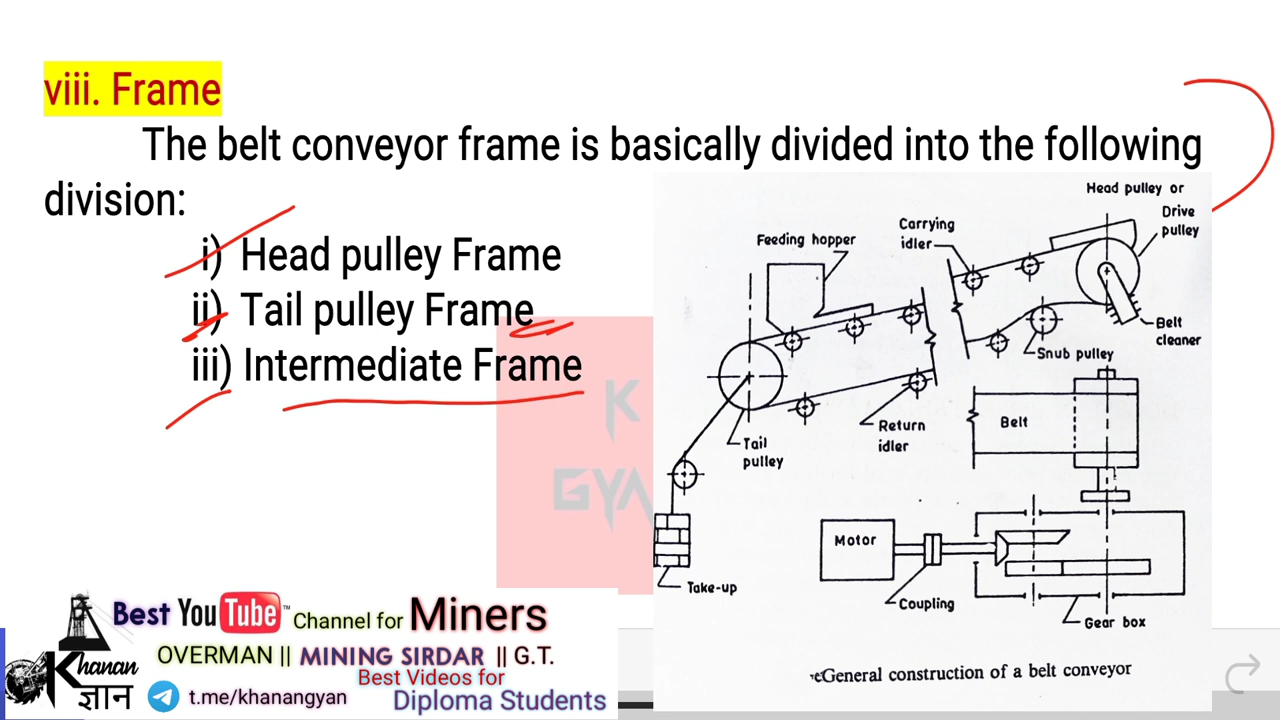 viii. Frame
The belt conveyor frame is basically divided into the following
division:
i) Head pulley Frame
ii) Tail pulley Frame
iii) Intermediate Frame
Head pulley or
Drive
pulley
Carrying
idler
Feeding hopper
Belt
cleaner
Snub pulley
Return
idler
Tail
pulley
Belt
Motor
Take-up
Coupling
Gear box
General construction of a belt conveyor
K
GYA
Best YouTube™ Channel for Miners
OVERMAN || MINING SIRDAR || G.T.
Best Videos for
Diploma Students
Khanan
ज्ञान
t.me/khanangyan